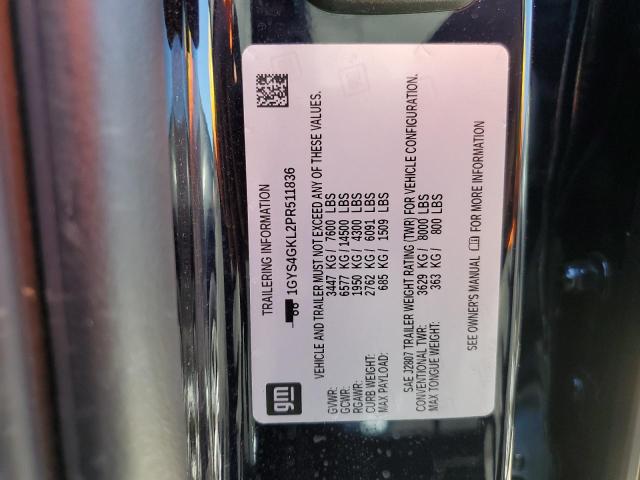 gm
TRAILERING INFORMATION
1GYS4GKL2PR511836
VEHICLE AND TRAILER MUST NOT EXCEED ANY OF THESE VALUES.
GVWR: 3447 KG / 7600 LBS
GCWR: 6577 KG / 14500 LBS
RGAWR: 1950 KG / 4300 LBS
CURB WEIGHT: 2762 KG / 6091 LBS
MAX PAYLOAD: 685 KG / 1509 LBS
SAE J2807 TRAILER WEIGHT RATING (TWR) FOR VEHICLE CONFIGURATION.
CONVENTIONAL TWR: 3629 KG / 8000 LBS
MAX TONGUE WEIGHT: 363 KG / 800 LBS
SEE OWNER'S MANUAL FOR MORE INFORMATION